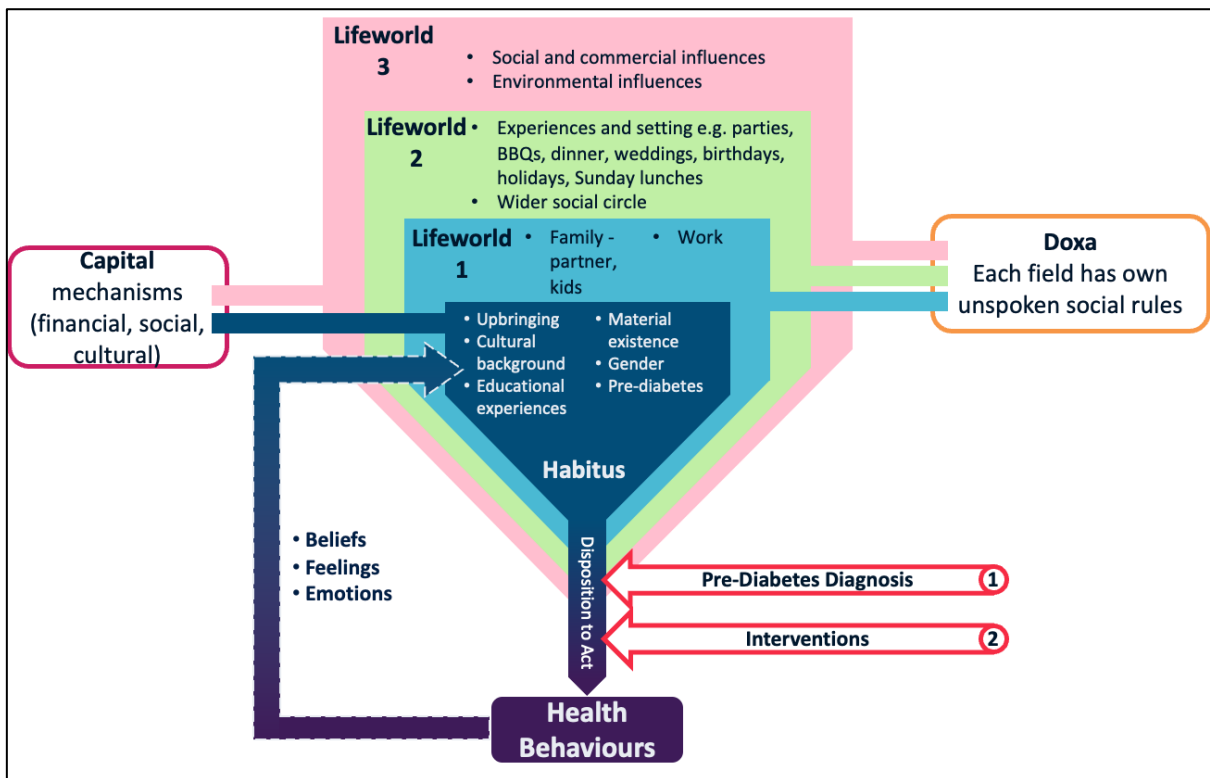 Lifeworld
3
• Social and commercial influences
• Environmental influences
Lifeworld
2
• Experiences and setting e.g. parties,
BBQs, dinner, weddings, birthdays,
holidays, Sunday lunches
• Wider social circle
Lifeworld
1
• Family -
partner,
kids
• Work
Capital
mechanisms
(financial, social,
cultural)
Doxa
Each field has own
unspoken social rules
• Upbringing
• Cultural
background
• Educational
experiences
• Material
existence
• Gender
• Pre-diabetes
Habitus
Disposition to Act
• Beliefs
• Feelings
• Emotions
Pre-Diabetes Diagnosis
1
Interventions
2
Health
Behaviours